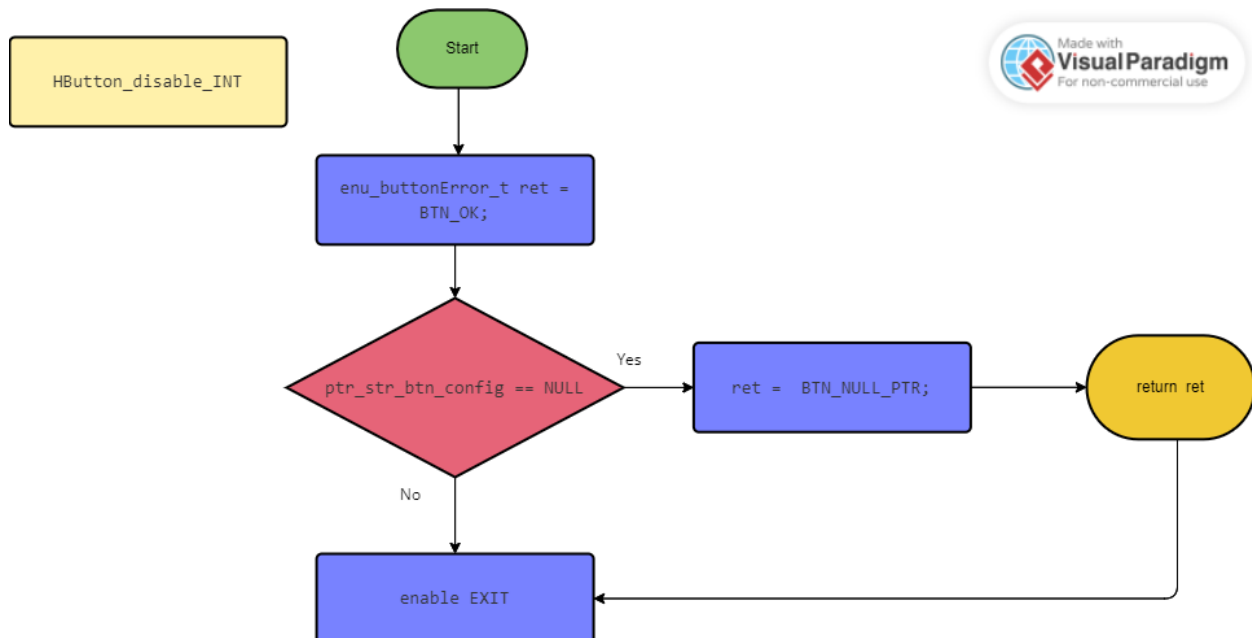 Start
HButton_disable_INT
Made with
Visual Paradigm
For non-commercial use
enu_buttonError_t ret =
BTN_OK;
ptr_str_btn_config == NULL
Yes
ret = BTN_NULL_PTR;
return ret
No
enable EXIT